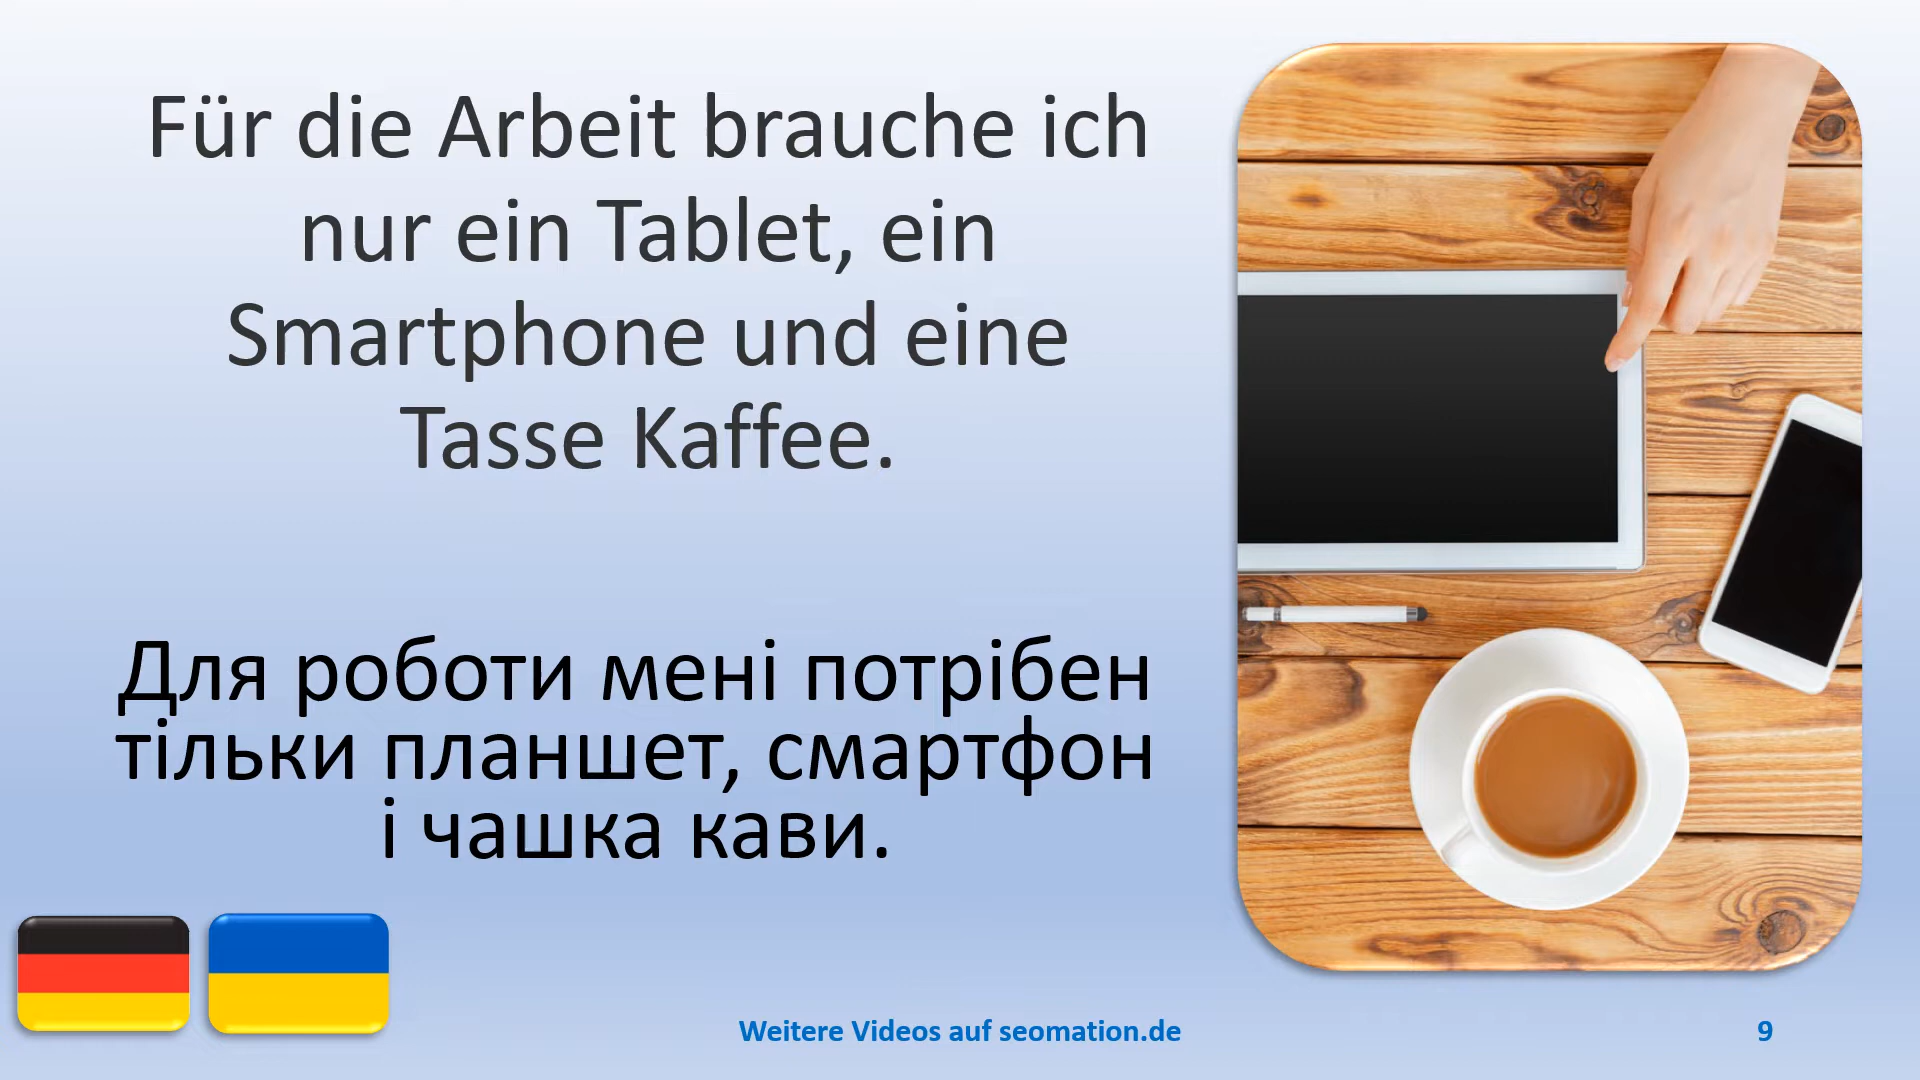 Für die Arbeit brauche ich
nur ein Tablet, ein
Smartphone und eine
Tasse Kaffee.
Для роботи мені потрібен
тільки планшет, смартфон
і чашка кави.
Weitere Videos auf seomation.de
9